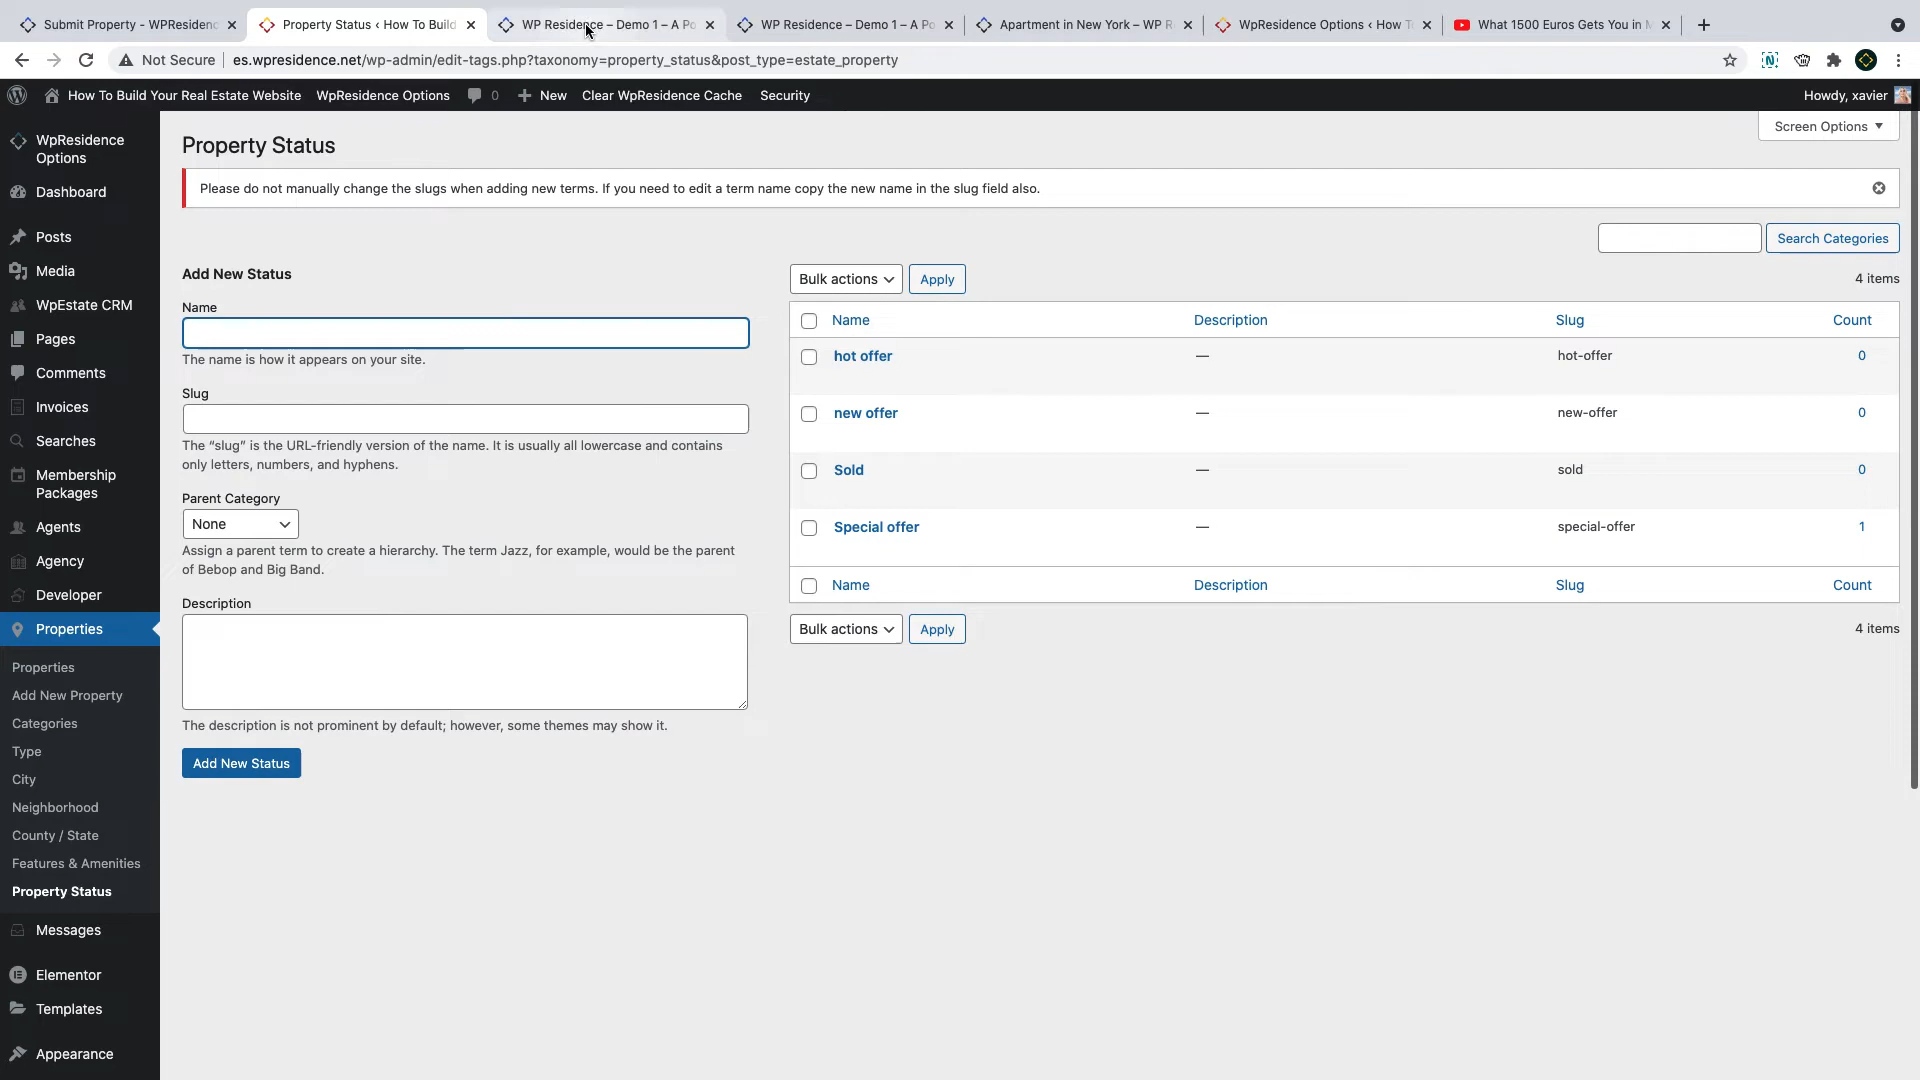 Submit Property - WPResidenc
Property Status ‹ How To Build
WP Residence – Demo 1 – A Po
WP Residence – Demo 1 – A Po
Apartment in New York – WP R
WpResidence Options ‹ How T
What 1500 Euros Gets You in M
Not Secure
es.wpresidence.net/wp-admin/edit-tags.php?taxonomy=property_status&post_type=estate_property
How To Build Your Real Estate Website
WpResidence Options
0
New
Clear WpResidence Cache
Security
Howdy, xavier
WpResidence
Options
Dashboard
Posts
Media
WpEstate CRM
Pages
Comments
Invoices
Searches
Membership
Packages
Agents
Agency
Developer
Properties
Properties
Add New Property
Categories
Type
City
Neighborhood
County / State
Features & Amenities
Property Status
Messages
Elementor
Templates
Appearance
Screen Options
Property Status
Please do not manually change the slugs when adding new terms. If you need to edit a term name copy the new name in the slug field also.
Search Categories
Add New Status
Name
The name is how it appears on your site.
Slug
The “slug” is the URL-friendly version of the name. It is usually all lowercase and contains
only letters, numbers, and hyphens.
Parent Category
None
Assign a parent term to create a hierarchy. The term Jazz, for example, would be the parent
of Bebop and Big Band.
Description
The description is not prominent by default; however, some themes may show it.
Add New Status
Bulk actions
Apply
4 items
Name Description Slug Count
hot offer — hot-offer 0
new offer — new-offer 0
Sold — sold 0
Special offer — special-offer 1
Name Description Slug Count
Bulk actions
Apply
4 items